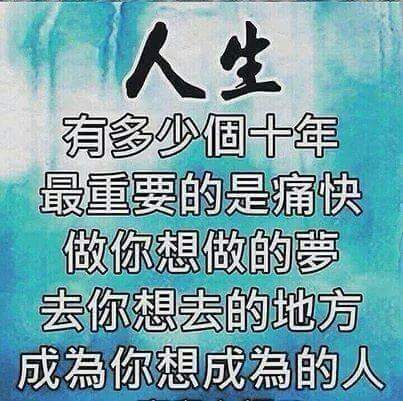 人生
有多少個十年
最重要的是痛快
做你想做的夢
去你想去的地方
成為你想成為的人